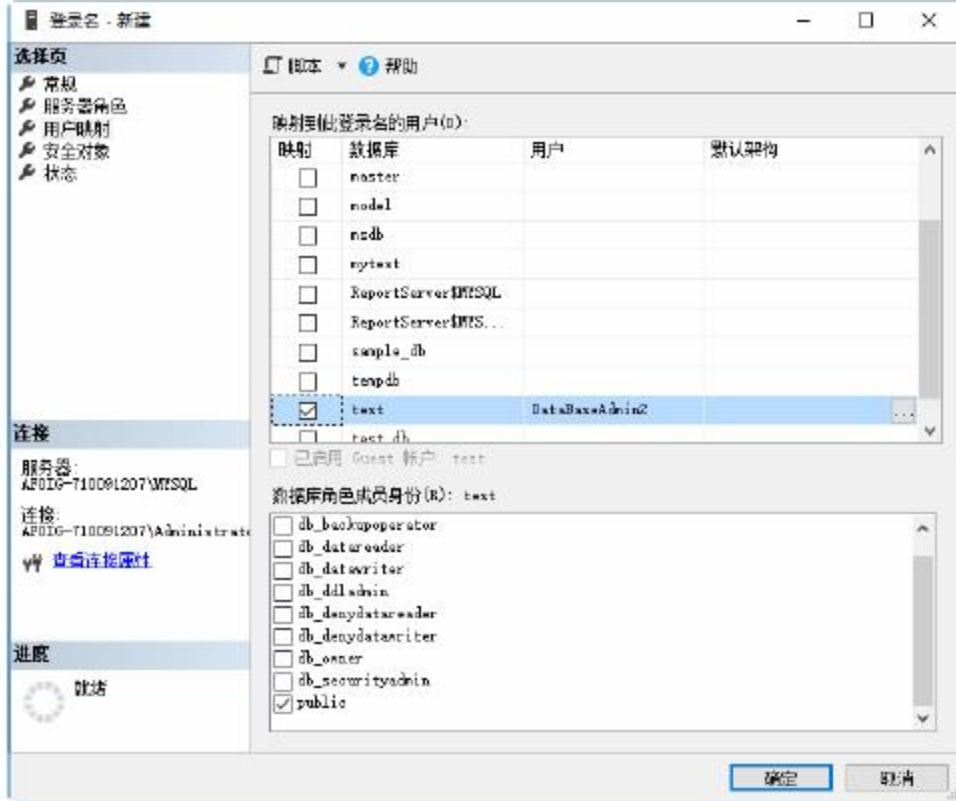 登录名 - 新建
选择页
常规
服务器角色
用户映射
安全对象
状态
脚本
帮助
映射到此登录名的用户(D):
映射 数据库 用户 默认架构
master
model
msdb
mytest
ReportServer$MYSQL
ReportServer$MYS...
sample_db
tempdb
test DataBaseAdmin2 ...
test_db
已启用 Guest 帐户: test
数据库角色成员身份(R): test
db_backupoperator
db_datareader
db_datawriter
db_ddladmin
db_denydatareader
db_denydatawriter
db_owner
db_securityadmin
public
连接
服务器:
连接:
查看连接属性
进度
就绪
确定 取消